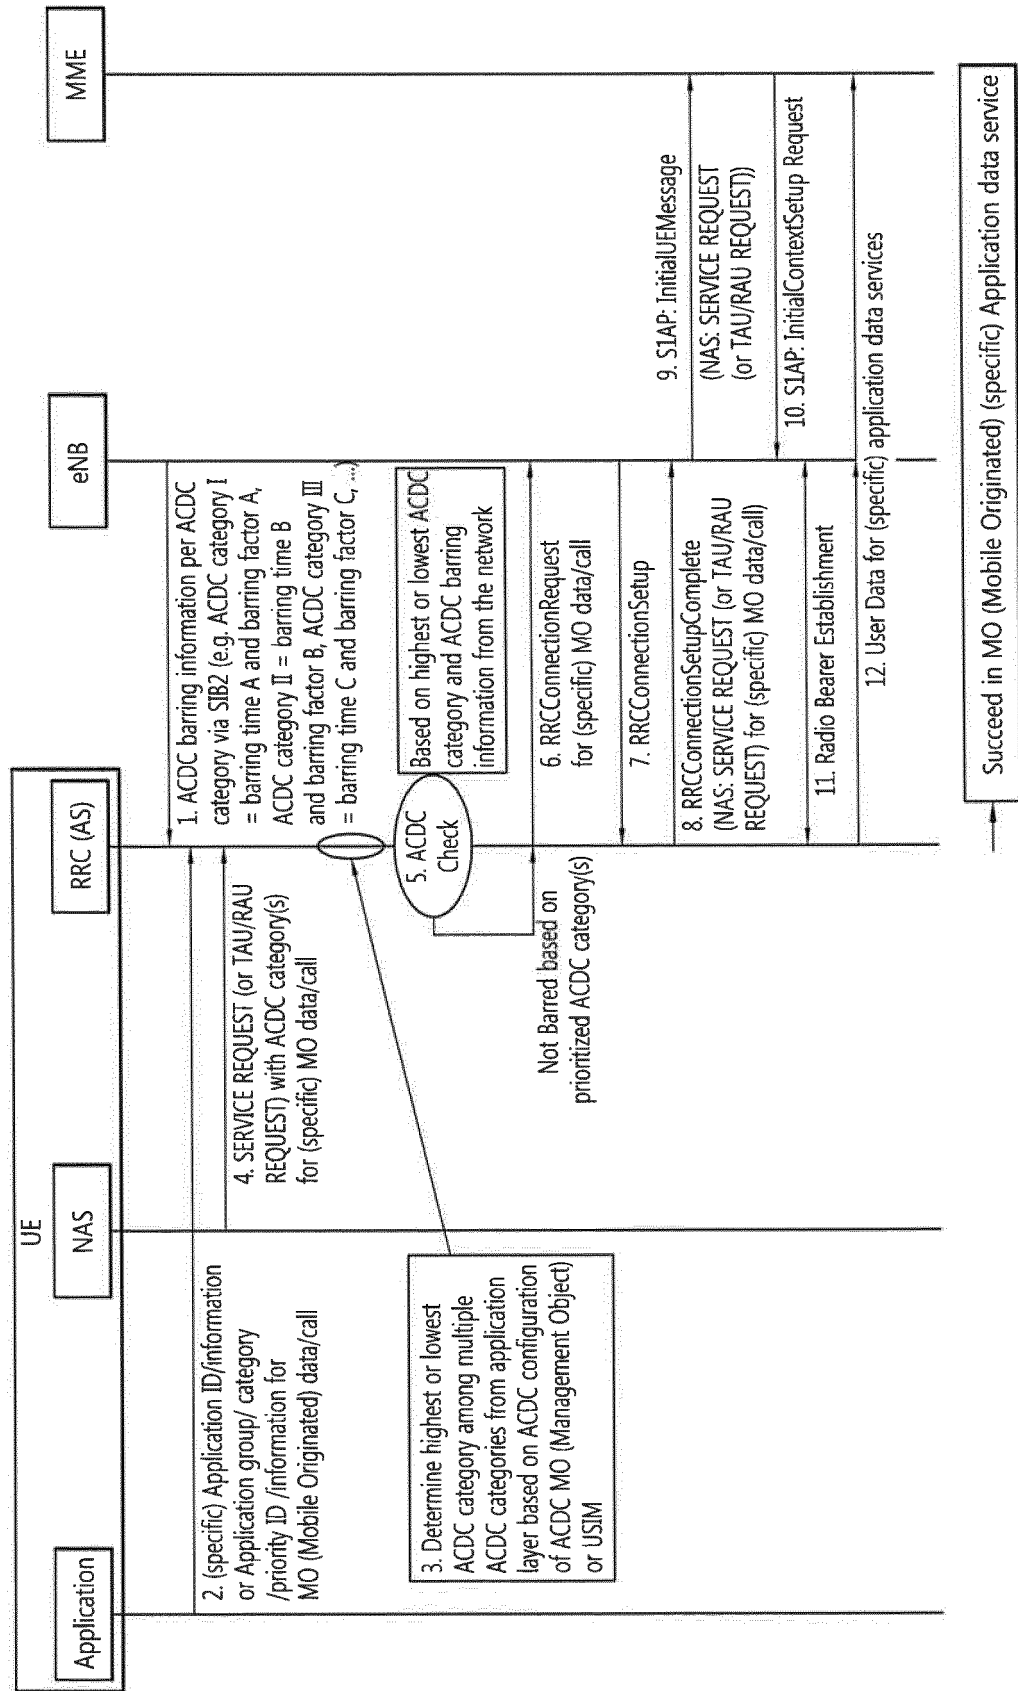 UE
Application
NAS
RRC (AS)
eNB
MME
1. ACDC barring information per ACDC
category via SIB2 (e.g. ACDC category I
= barring time A and barring factor A,
ACDC category II = barring time B
and barring factor B, ACDC category III
= barring time C and barring factor C, ...)
2. (specific) Application ID/information
or Application group/ category
/priority ID /information for
MO (Mobile Originated) data/call
4. SERVICE REQUEST (or TAU/RAU
REQUEST) with ACDC category(s)
for (specific) MO data/call
3. Determine highest or lowest
ACDC category among multiple
ACDC categories from application
layer based on ACDC configuration
of ACDC MO (Management Object)
or USIM
5. ACDC
Check
Based on highest or lowest ACDC
category and ACDC barring
information from the network
Not Barred based on
prioritized ACDC category(s)
6. RRCConnectionRequest
for (specific) MO data/call
7. RRCConnectionSetup
8. RRCConnectionSetupComplete
(NAS: SERVICE REQUEST (or TAU/RAU
REQUEST) for (specific) MO data/call)
9. S1AP: InitialUEMessage
(NAS: SERVICE REQUEST
(or TAU/RAU REQUEST))
10. S1AP: InitialContextSetup Request
11. Radio Bearer Establishment
12. User Data for (specific) application data services
Succeed in MO (Mobile Originated) (specific) Application data service